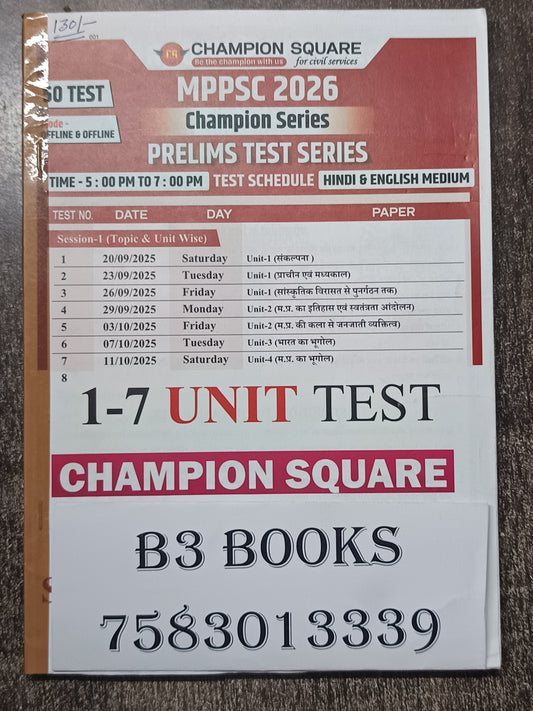 130/-
001
CHAMPION SQUARE
Be the champion with us for civil services
50 TEST
MPPSC 2026
Mode -
OFFLINE & OFFLINE
Champion Series
PRELIMS TEST SERIES
TIME - 5 : 00 PM TO 7 : 00 PM TEST SCHEDULE HINDI & ENGLISH MEDIUM
TEST NO. DATE DAY PAPER
Session-1 (Topic & Unit Wise)
1 20/09/2025 Saturday Unit-1 (संकल्पना )
2 23/09/2025 Tuesday Unit-1 (प्राचीन एवं मध्यकाल)
3 26/09/2025 Friday Unit-1 (सांस्कृतिक विरासत से पुनर्गठन तक)
4 29/09/2025 Monday Unit-2 (म.प्र. का इतिहास एवं स्वतंत्रता आंदोलन)
5 03/10/2025 Friday Unit-2 (म.प्र. की कला से जनजाती व्यक्तित्व)
6 07/10/2025 Tuesday Unit-3 (भारत का भूगोल)
7 11/10/2025 Saturday Unit-4 (म.प्र. का भूगोल)
8
1-7 UNIT TEST
CHAMPION SQUARE
B3 BOOKS
7583013339